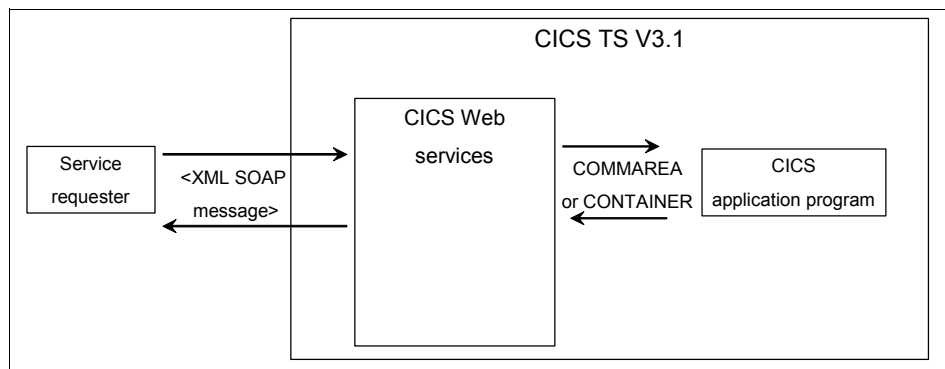 CICS TS V3.1
CICS Web
services
Service
requester
<XML SOAP
message>
COMMAREA
or CONTAINER
CICS
application program